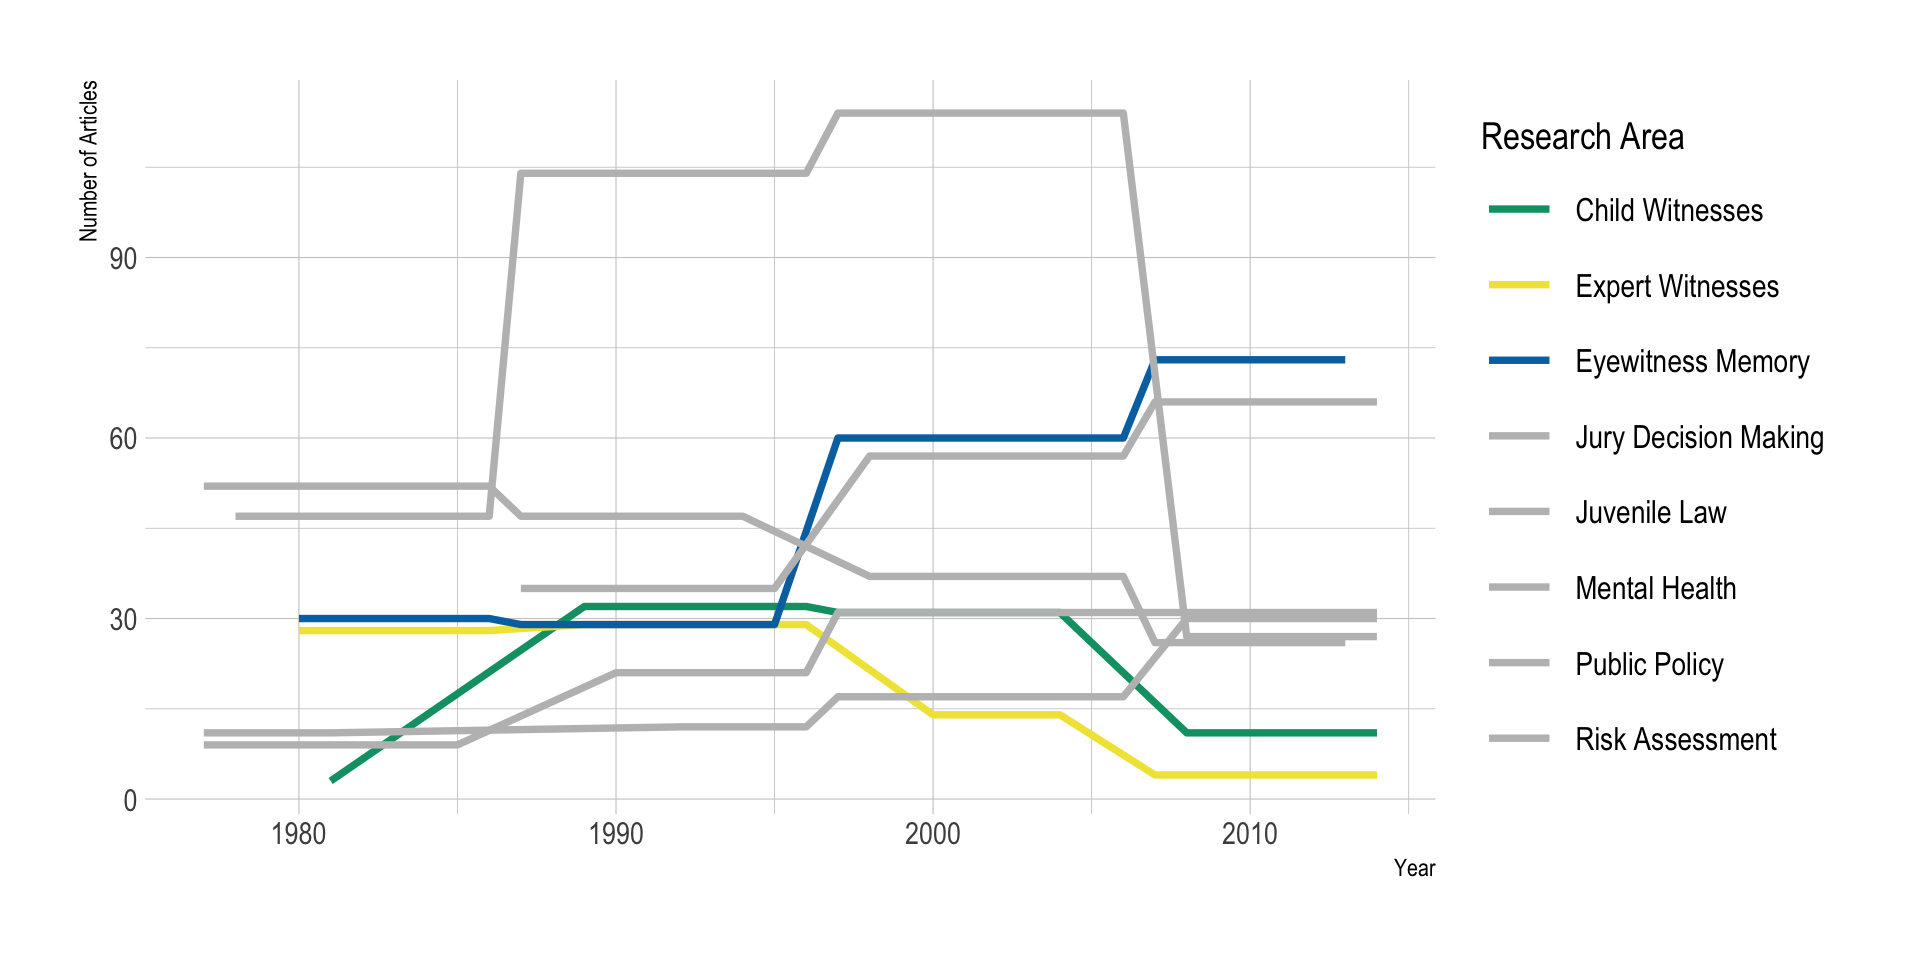 Number of Articles
90
60
30
0
1980 1990 2000 2010
Year
Research Area
Child Witnesses
Expert Witnesses
Eyewitness Memory
Jury Decision Making
Juvenile Law
Mental Health
Public Policy
Risk Assessment